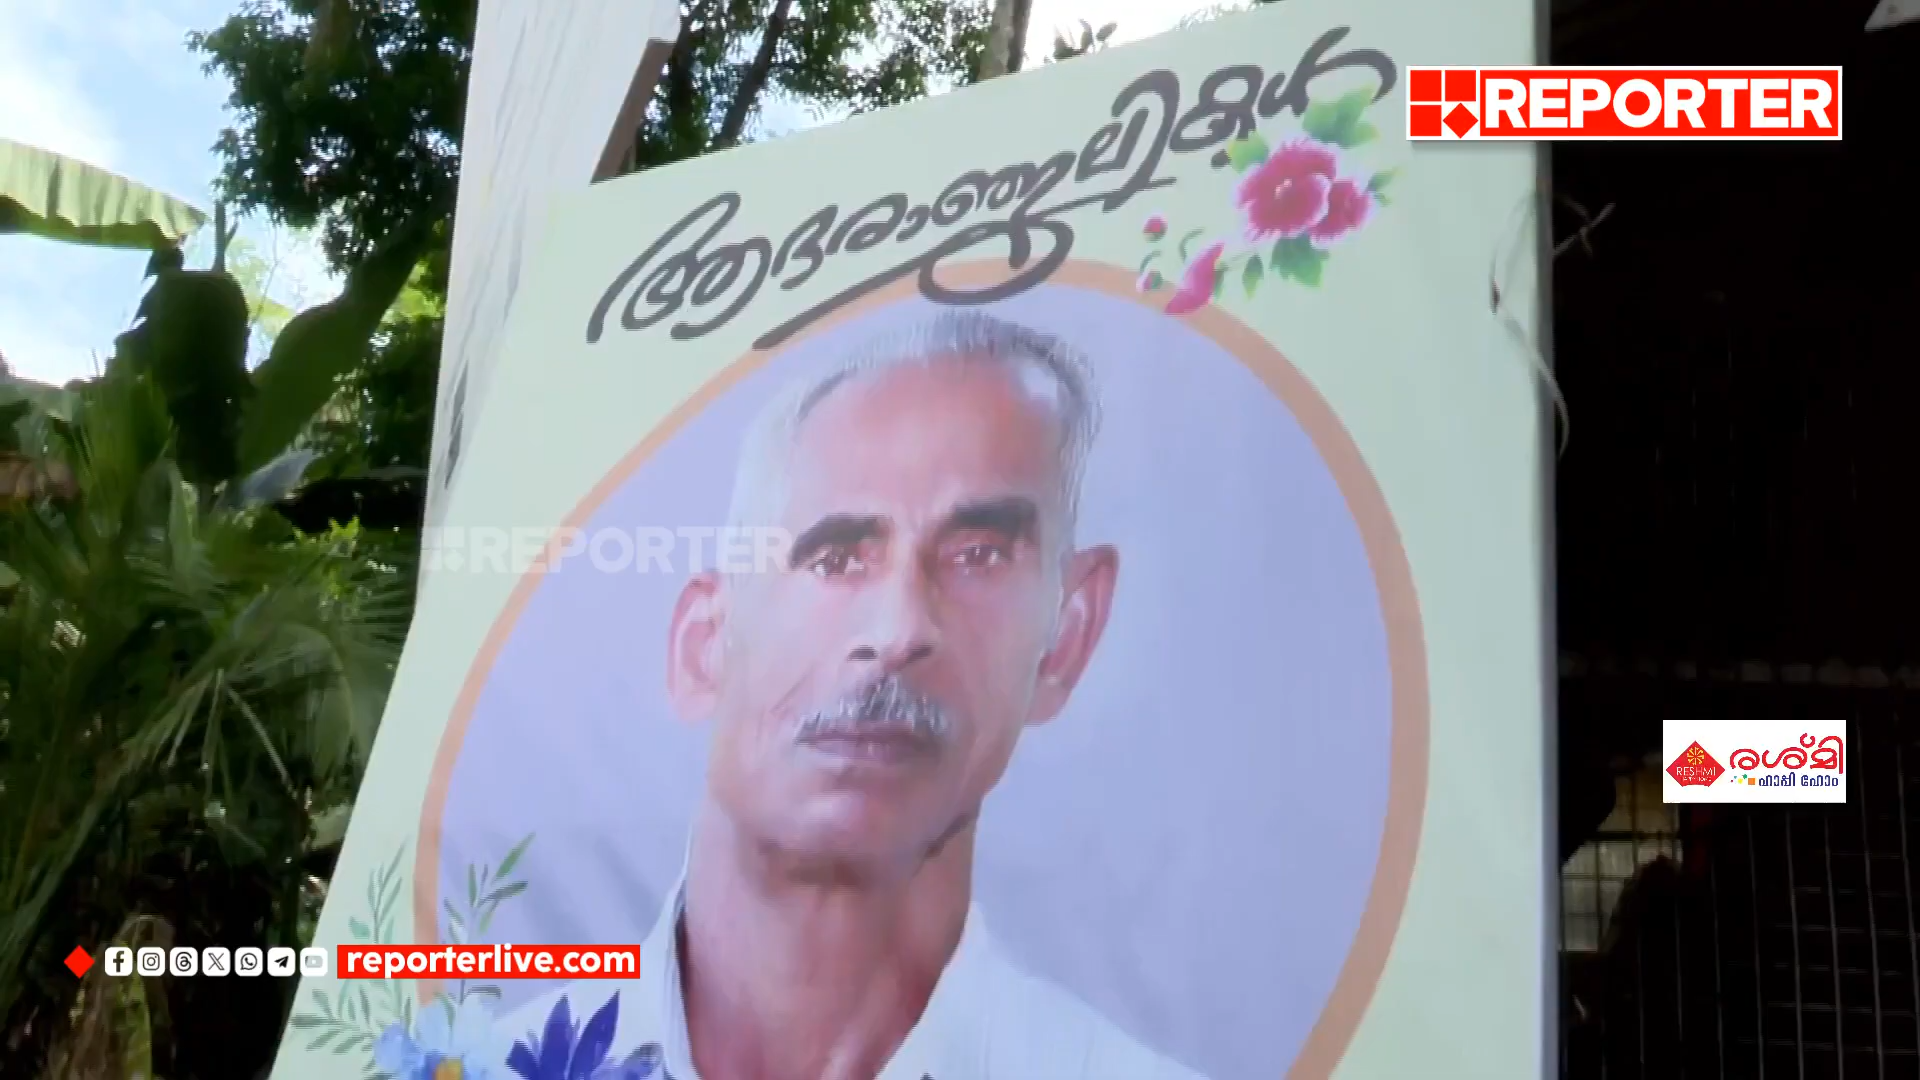 ആദരാഞ്ജലികൾ
REPORTER
REPORTER
RESHMI
രശ്മി
ഹാപ്പി ഹോം
reporterlive.com